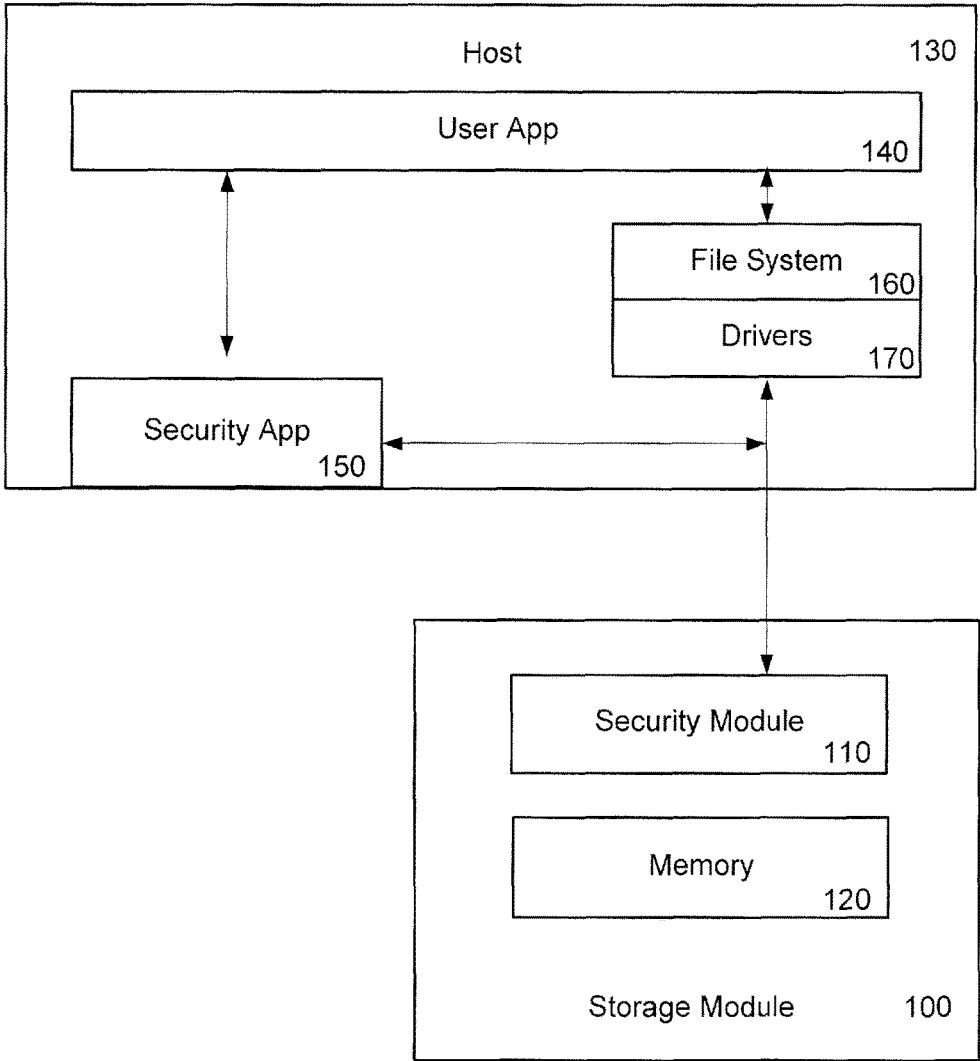 Host 130
User App
140
File System
160
Drivers
170
Security App
150
Security Module
110
Memory
120
Storage Module 100